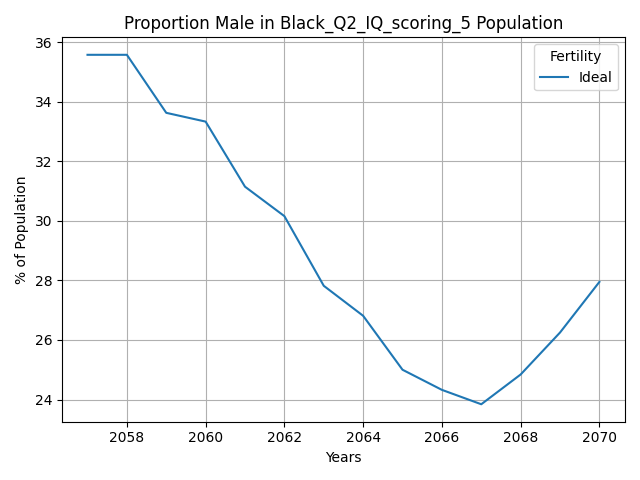 Proportion Male in Black_Q2_IQ_scoring_5 Population
Fertility
Ideal
% of Population
36
34
32
30
28
26
24
2058 2060 2062 2064 2066 2068 2070
Years